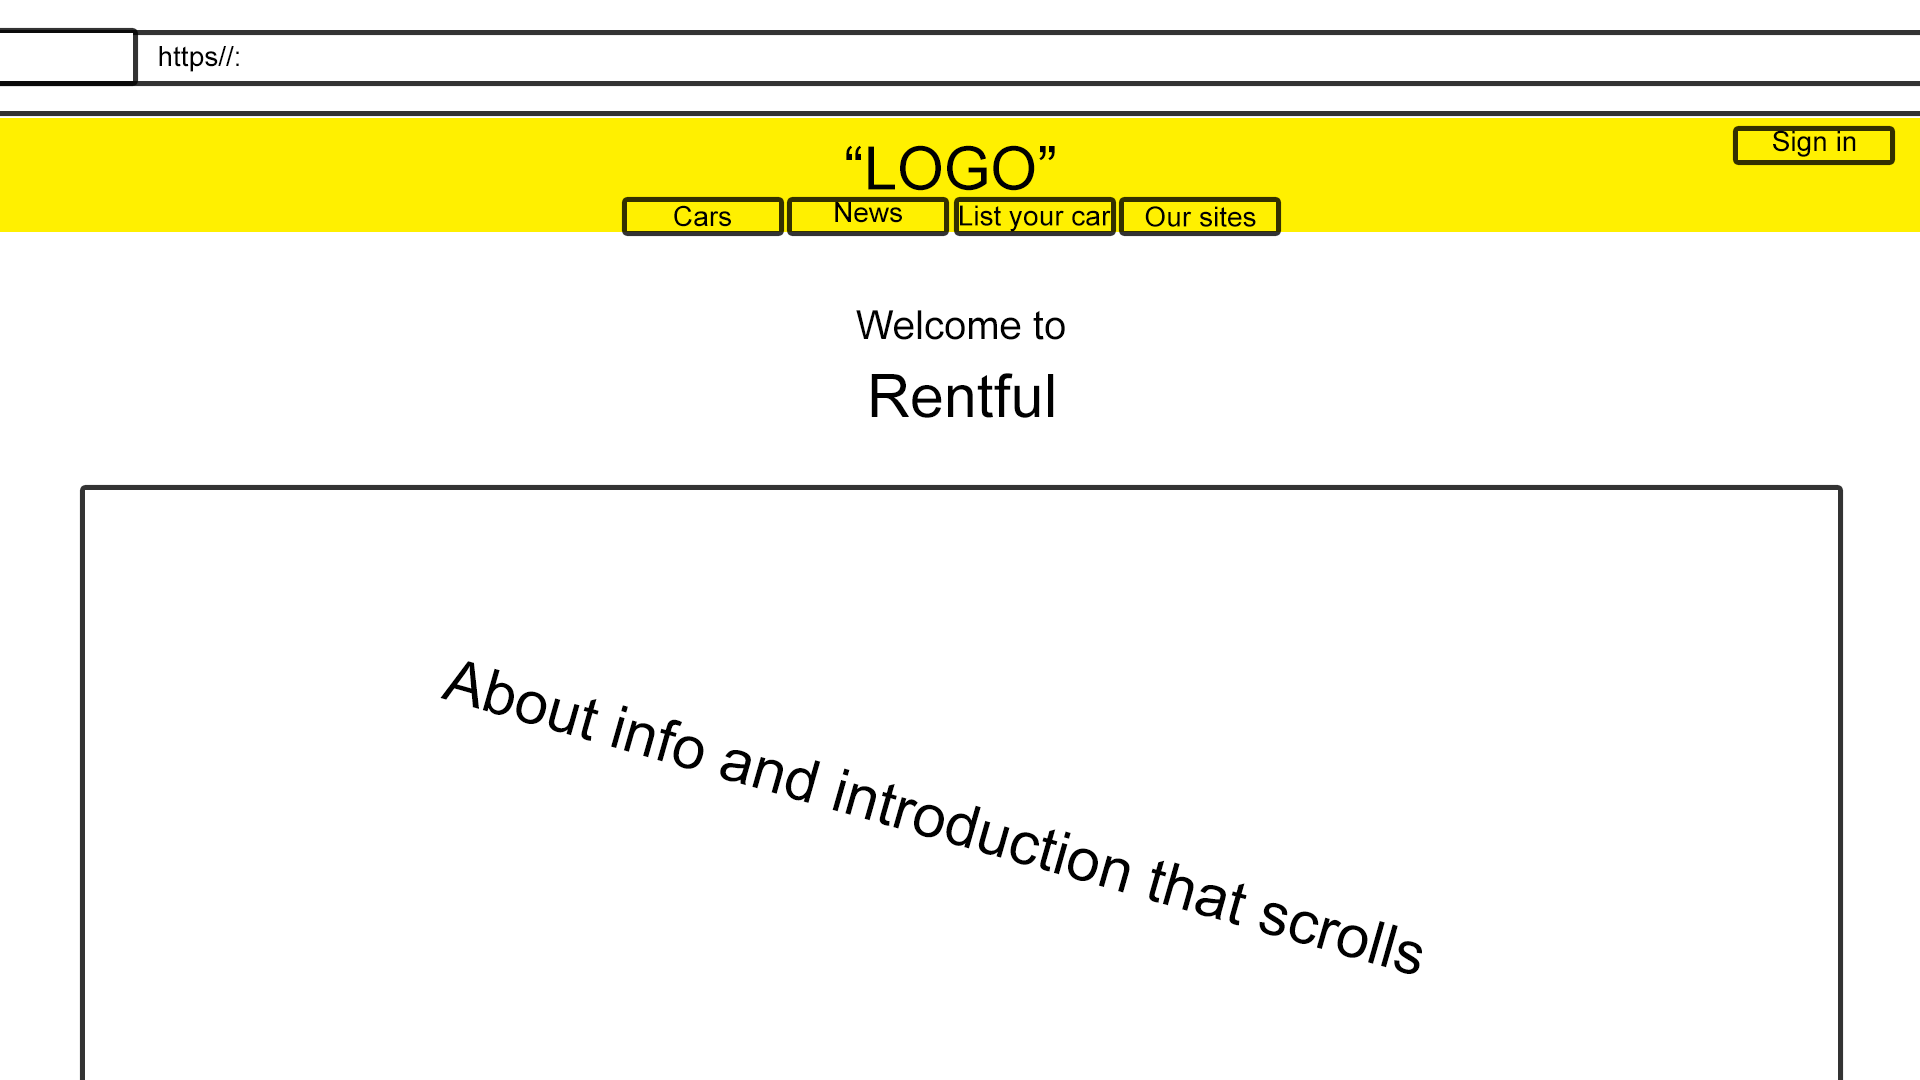 https//:
Sign in
“LOGO”
Cars News List your car Our sites
Welcome to
Rentful
About info and introduction that scrolls